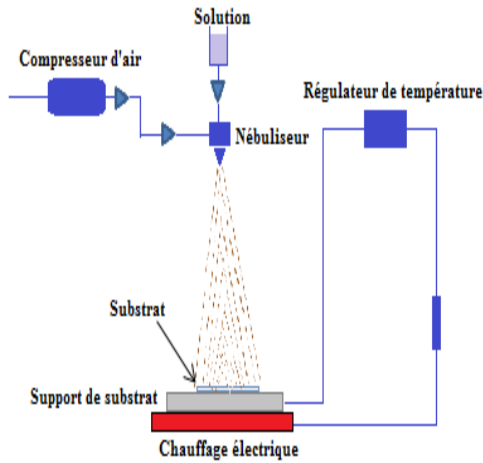 Solution
Compresseur d'air
Régulateur de température
Nébuliseur
Substrat
Support de substrat
Chauffage électrique